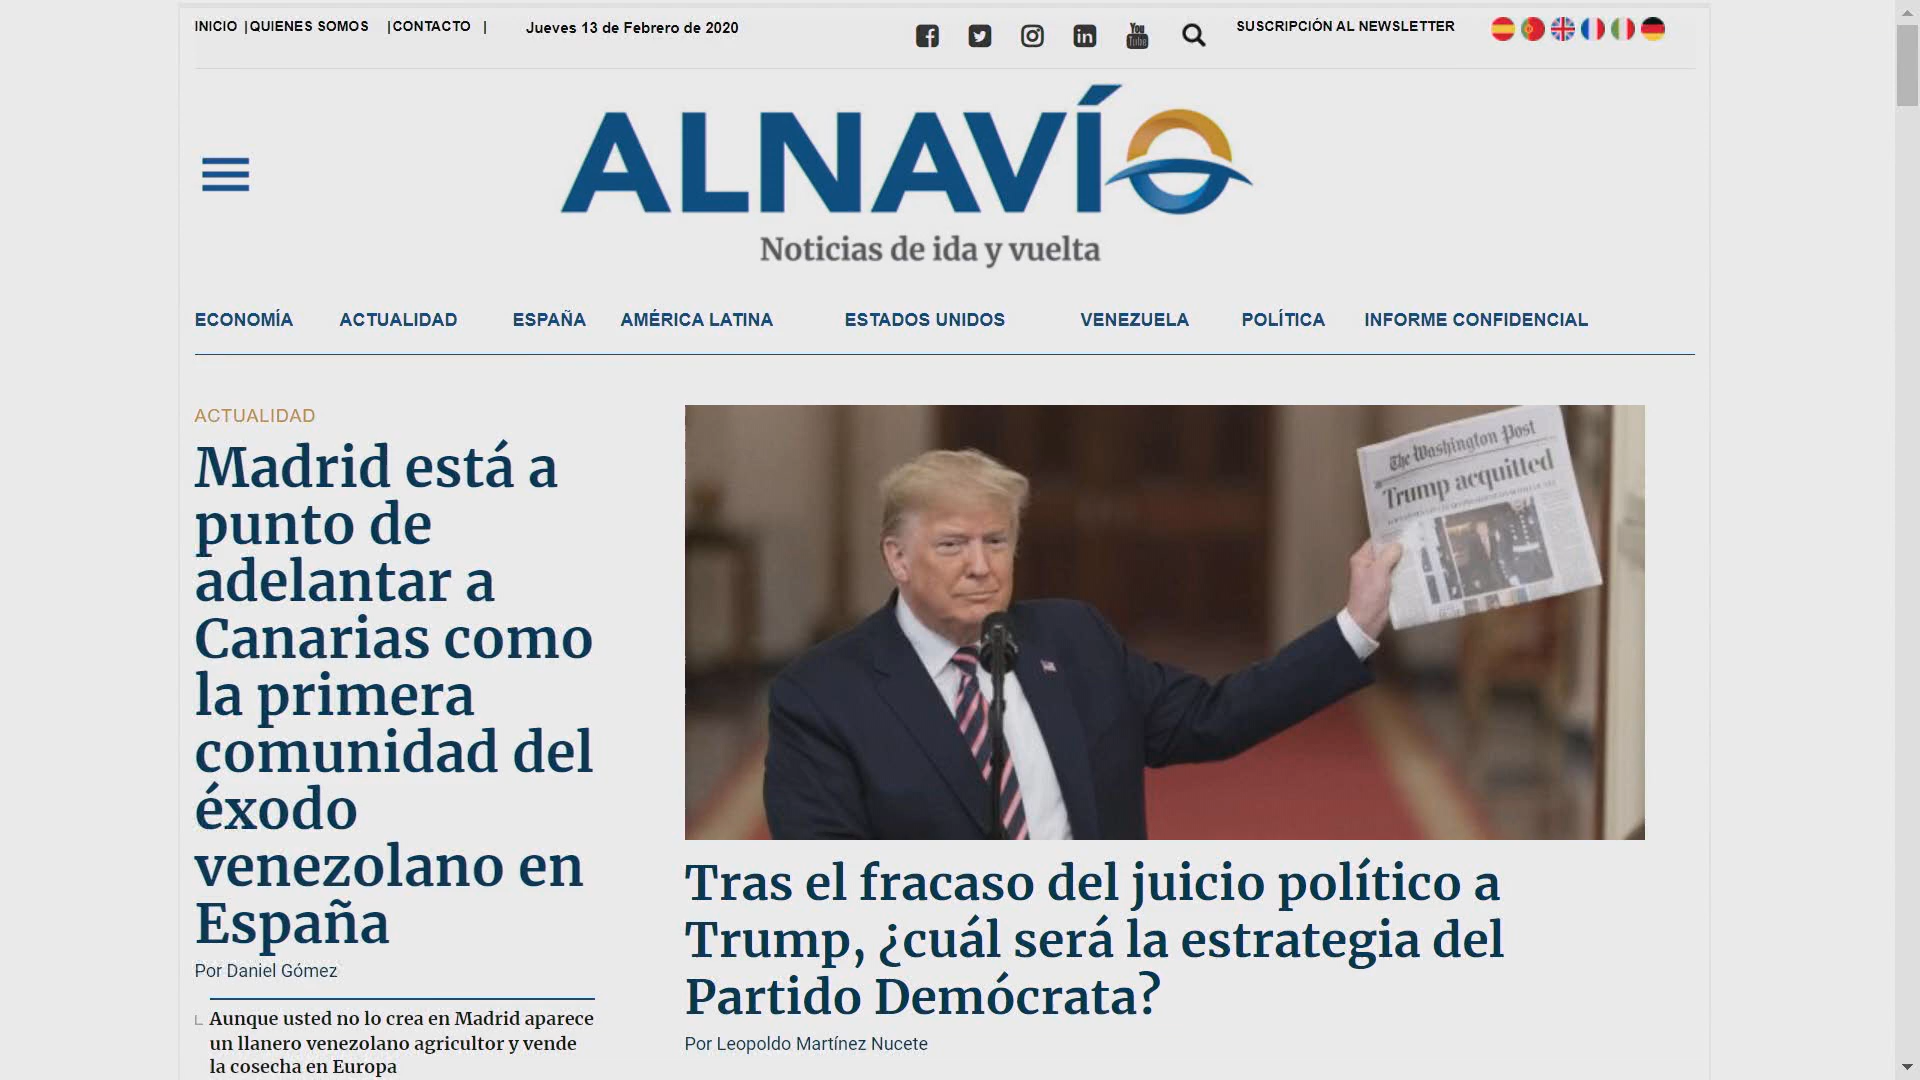 INICIO | QUIENES SOMOS | CONTACTO | Jueves 13 de Febrero de 2020 You Tube SUSCRIPCIÓN AL NEWSLETTER
ALNAVÍO
Noticias de ida y vuelta
ECONOMÍA ACTUALIDAD ESPAÑA AMÉRICA LATINA ESTADOS UNIDOS VENEZUELA POLÍTICA INFORME CONFIDENCIAL
ACTUALIDAD
Madrid está a
punto de
adelantar a
Canarias como
la primera
comunidad del
éxodo
venezolano en
España
Por Daniel Gómez
Aunque usted no lo crea en Madrid aparece
un llanero venezolano agricultor y vende
la cosecha en Europa
The Washington Post
Trump acquitted
Tras el fracaso del juicio político a
Trump, ¿cuál será la estrategia del
Partido Demócrata?
Por Leopoldo Martínez Nucete